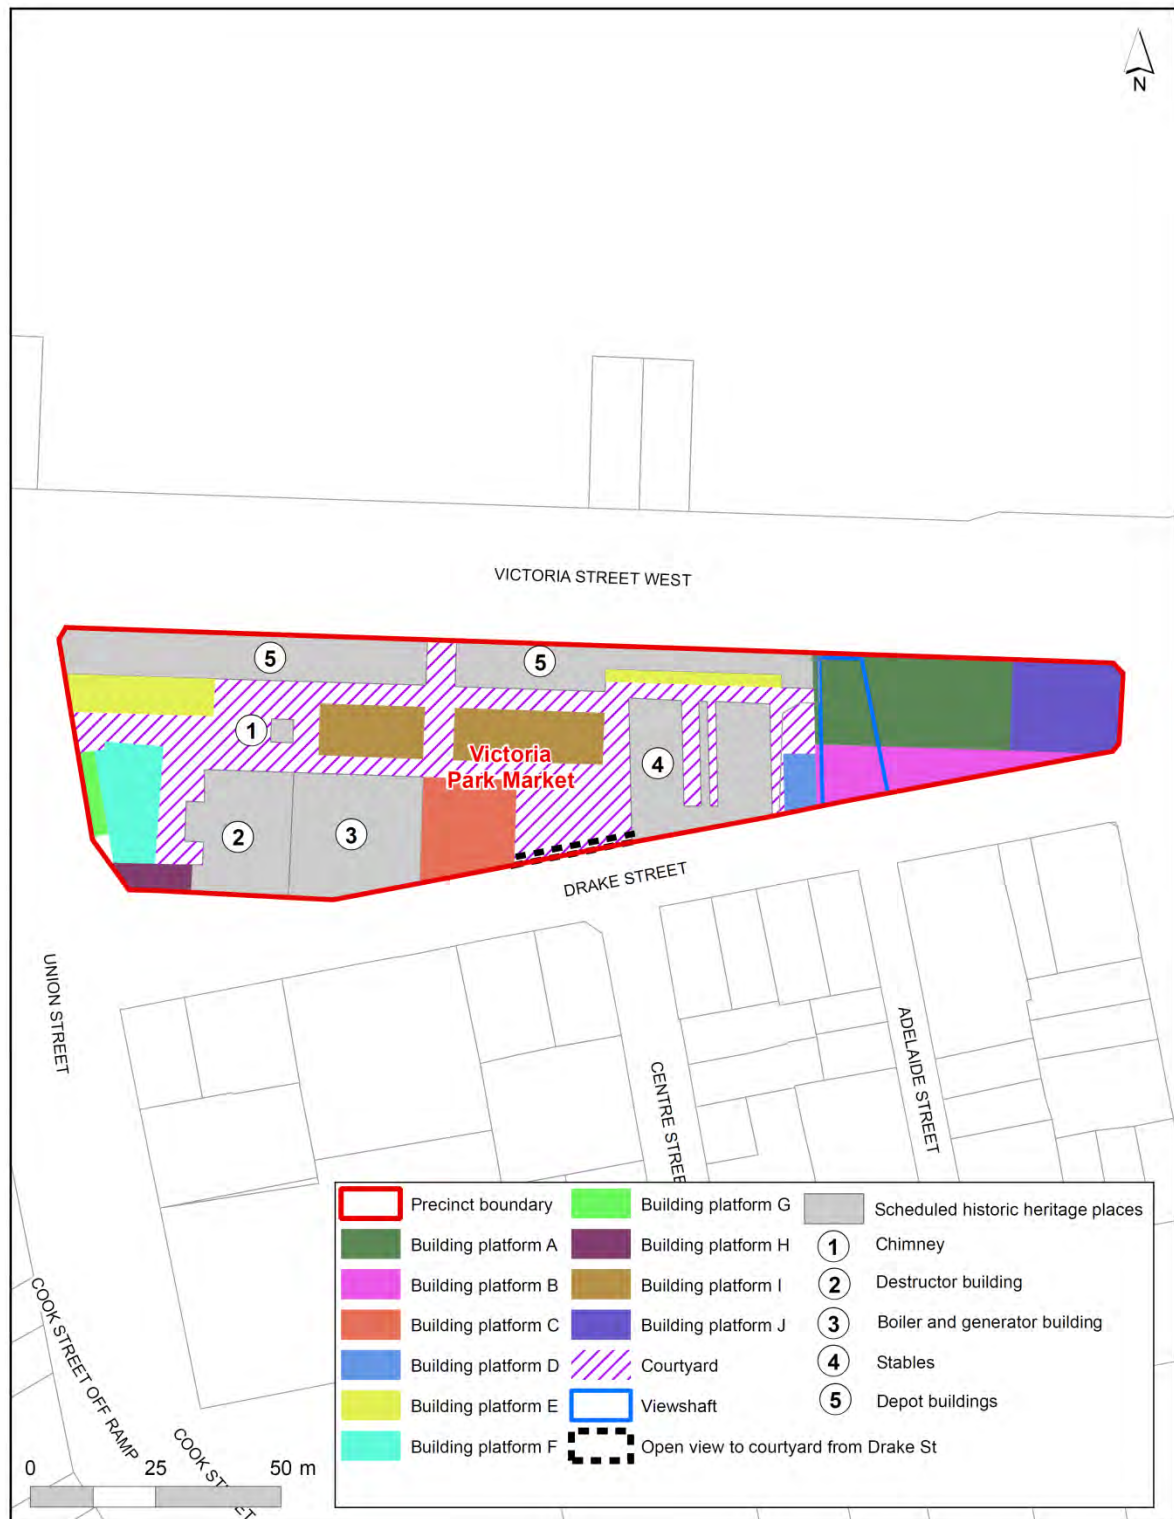 N
VICTORIA STREET WEST
5
5
1
Victoria
Park Market
4
2
3
DRAKE STREET
UNION STREET
CENTRE STREE
ADELAIDE STREET
COOK STREET OFF RAMP
COOK STREET
Precinct boundary
Building platform A
Building platform B
Building platform C
Building platform D
Building platform E
Building platform F
Building platform G
Building platform H
Building platform I
Building platform J
Courtyard
Viewshaft
Open view to courtyard from Drake St
Scheduled historic heritage places
1 Chimney
2 Destructor building
3 Boiler and generator building
4 Stables
5 Depot buildings
0 25 50 m